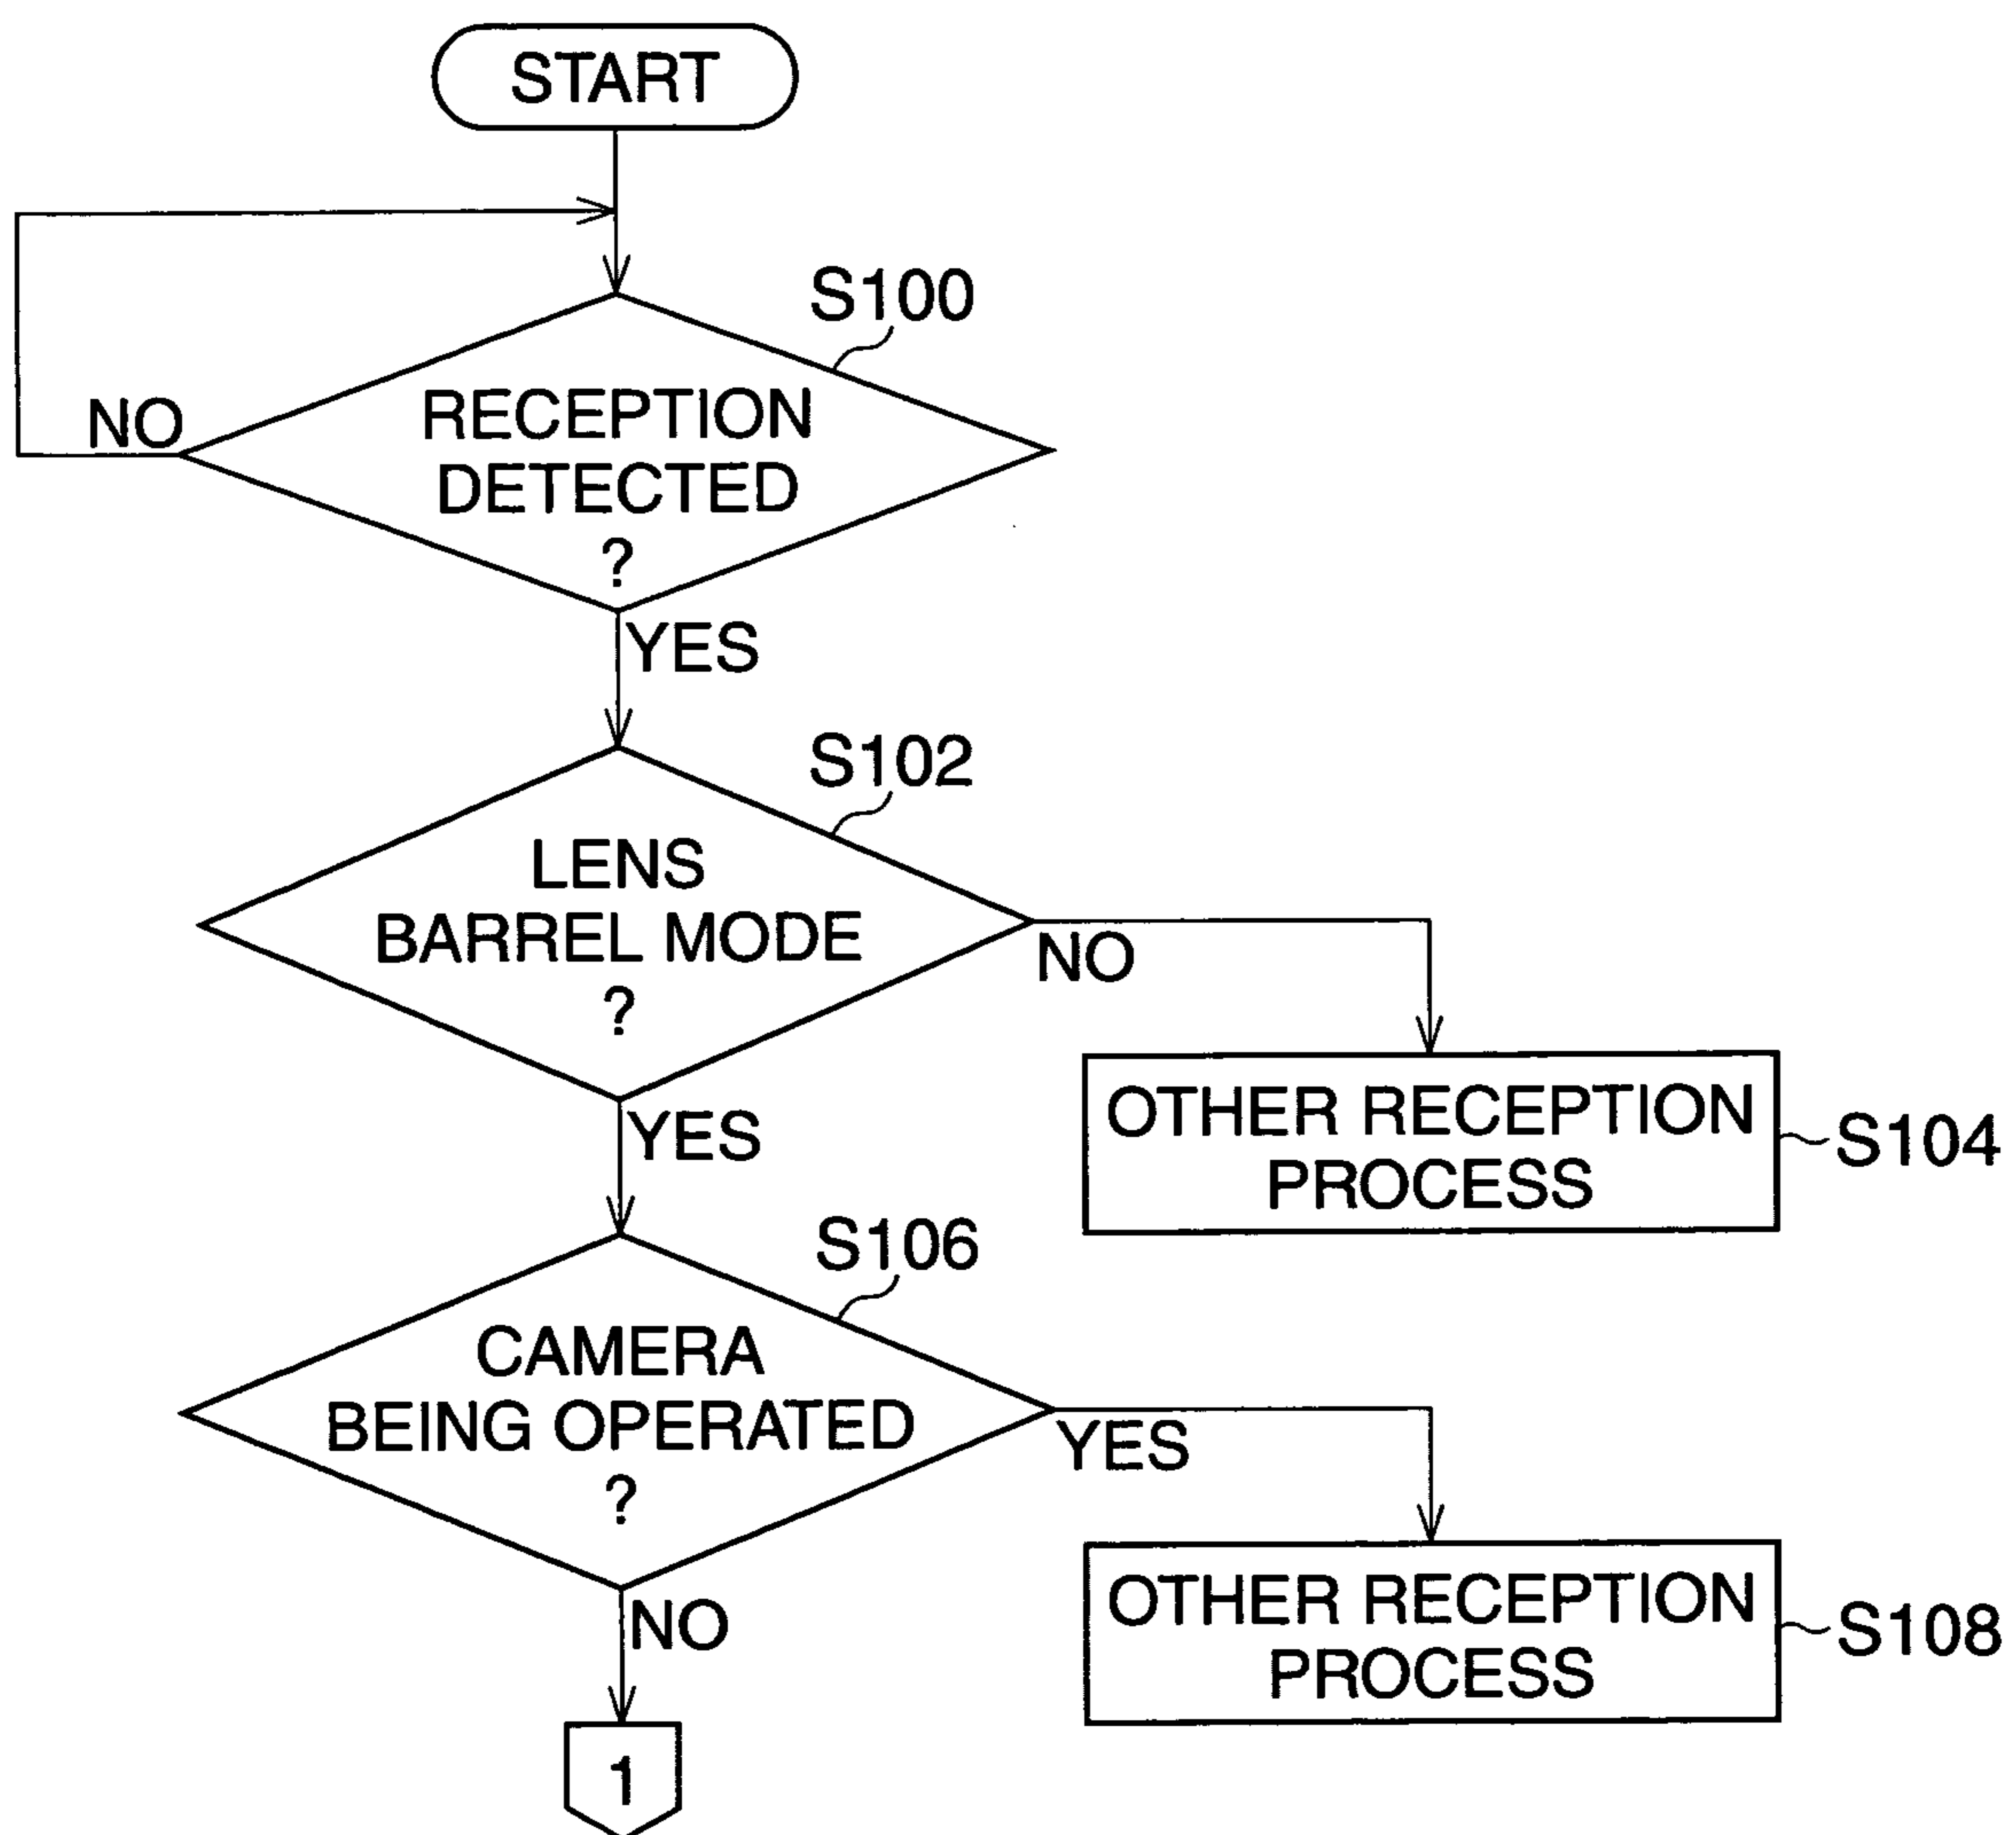 START
S100
RECEPTION
DETECTED
?
NO
YES
S102
LENS
BARREL MODE
?
NO
YES
OTHER RECEPTION
PROCESS
S104
S106
CAMERA
BEING OPERATED
?
YES
NO
OTHER RECEPTION
PROCESS
S108
1